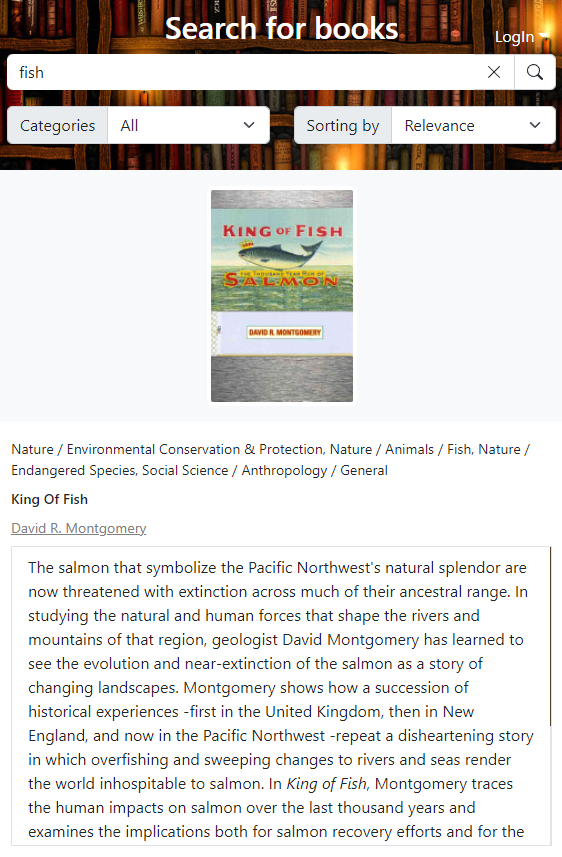 Search for books
LogIn
fish
Categories
All
Sorting by
Relevance
KING OF FISH
THE THOUSAND YEAR RUN OF
SALMON
DAVID R. MONTGOMERY
Nature / Environmental Conservation & Protection, Nature / Animals / Fish, Nature /
Endangered Species, Social Science / Anthropology / General
King Of Fish
David R. Montgomery
The salmon that symbolize the Pacific Northwest's natural splendor are
now threatened with extinction across much of their ancestral range. In
studying the natural and human forces that shape the rivers and
mountains of that region, geologist David Montgomery has learned to
see the evolution and near-extinction of the salmon as a story of
changing landscapes. Montgomery shows how a succession of
historical experiences -first in the United Kingdom, then in New
England, and now in the Pacific Northwest -repeat a disheartening story
in which overfishing and sweeping changes to rivers and seas render
the world inhospitable to salmon. In King of Fish, Montgomery traces
the human impacts on salmon over the last thousand years and
examines the implications both for salmon recovery efforts and for the